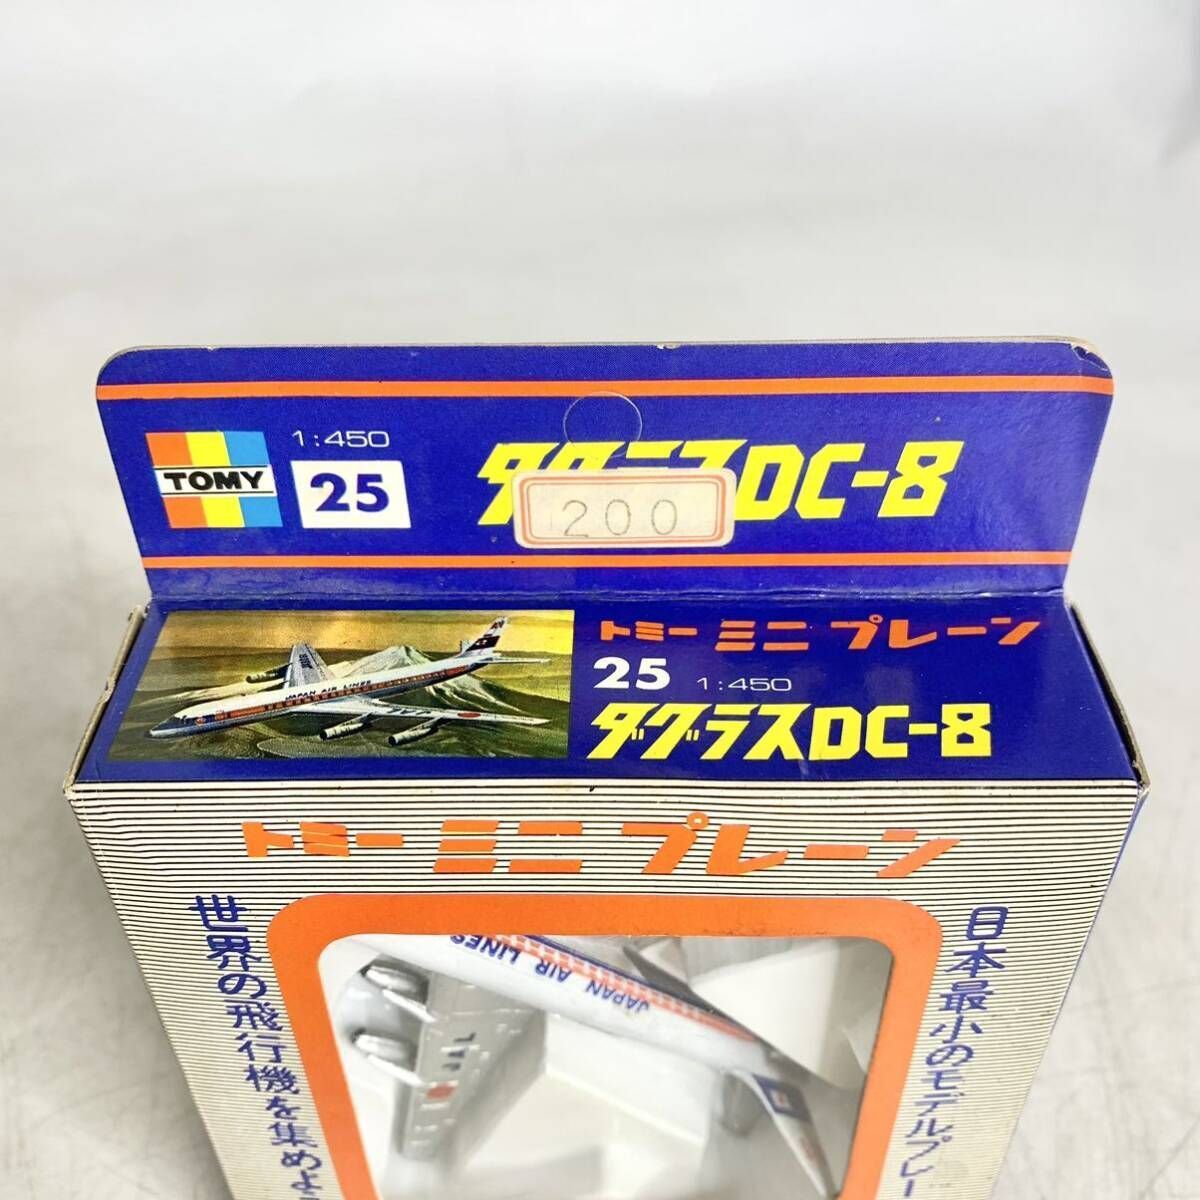 TOMY
1:450
25
ダグラスDC-8
200
トミー ミニ プレーン
25 1:450
ダグラスDC-8
JAPAN AIR LINES
トミー ミニ プレーン
世界の飛行機を集めよ
日本最小のモデルプレー
JAPAN AIR LINES
JAL